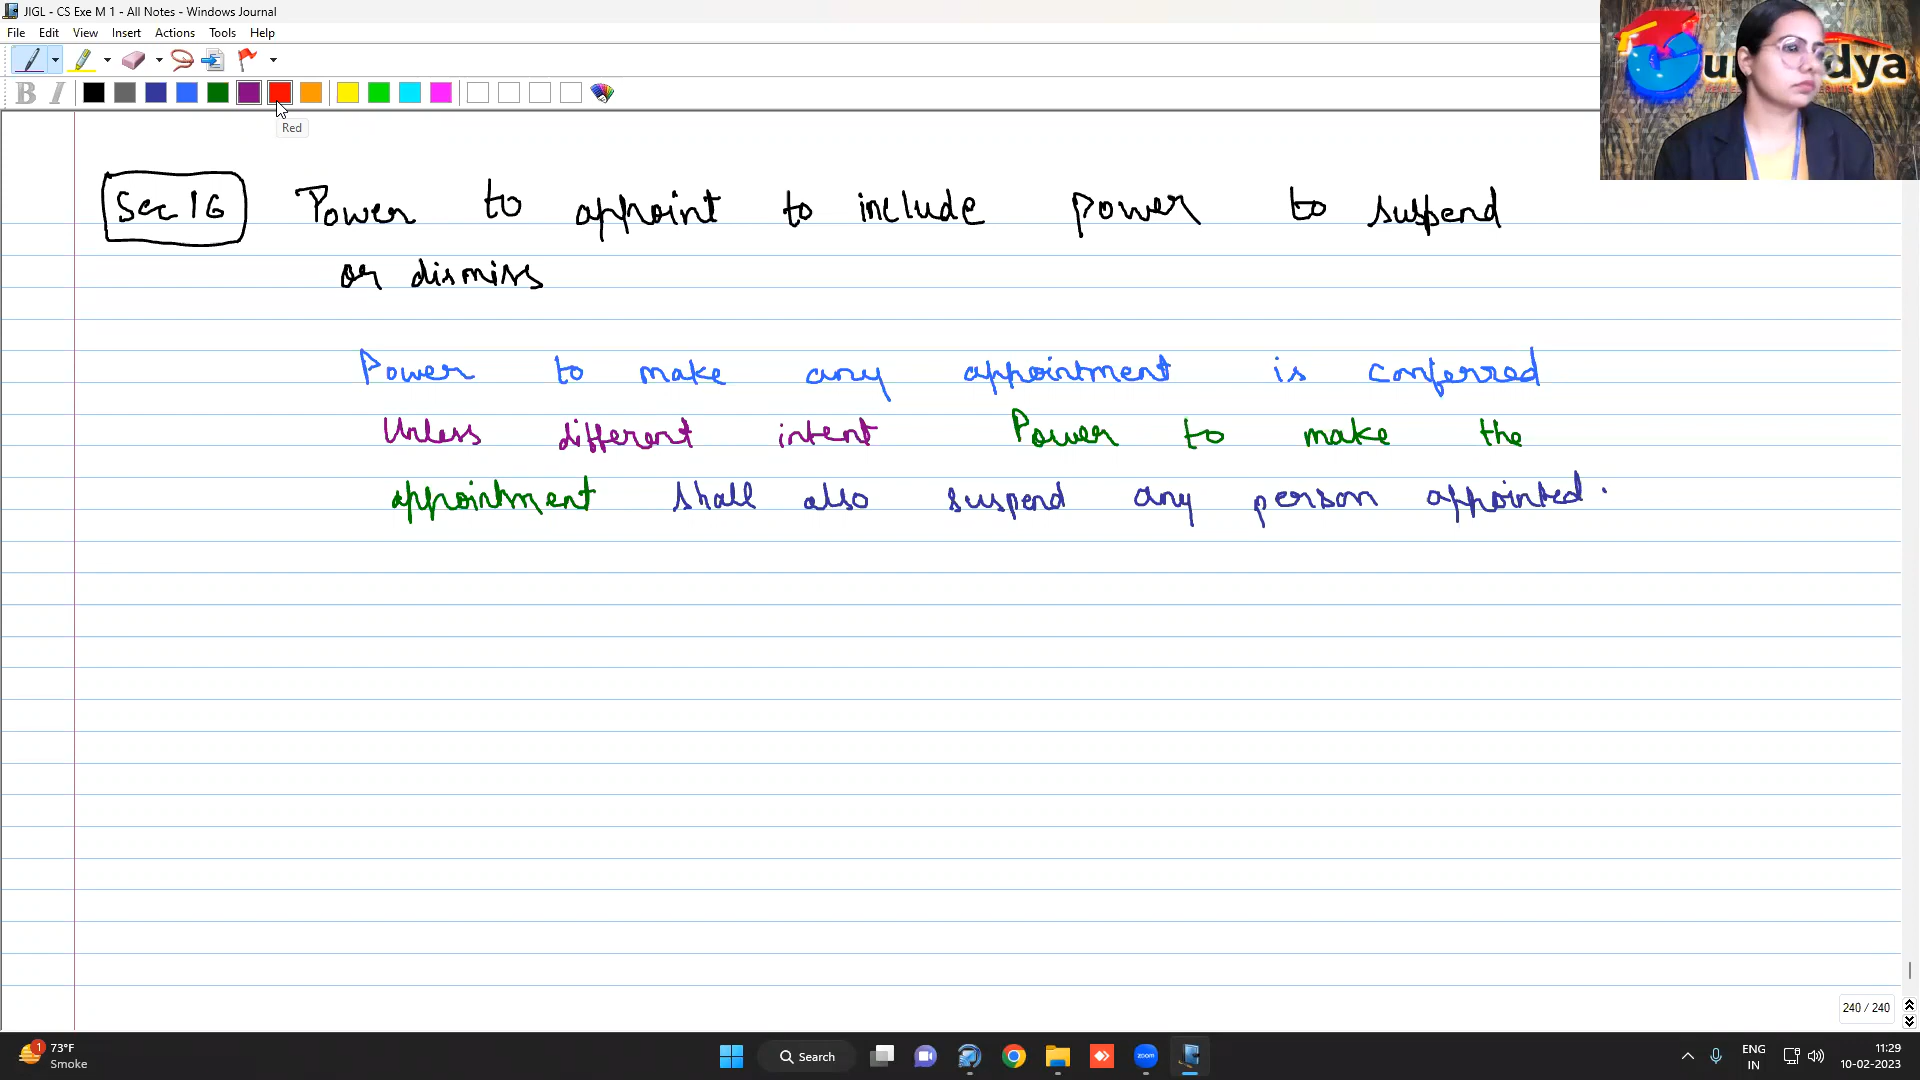 JIGL - CS Exe M 1 - All Notes - Windows Journal
File Edit View Insert Actions Tools Help
B I
Red
Sec 16 Power to appoint to include power to suspend
or dismiss
Power to make any appointment is conferred
Unless different intent Power to make the
appointment shall also suspend any person appointed.
240 / 240
1 73°F
Smoke
Search
zoom
ENG
IN
11:29
10-02-2023